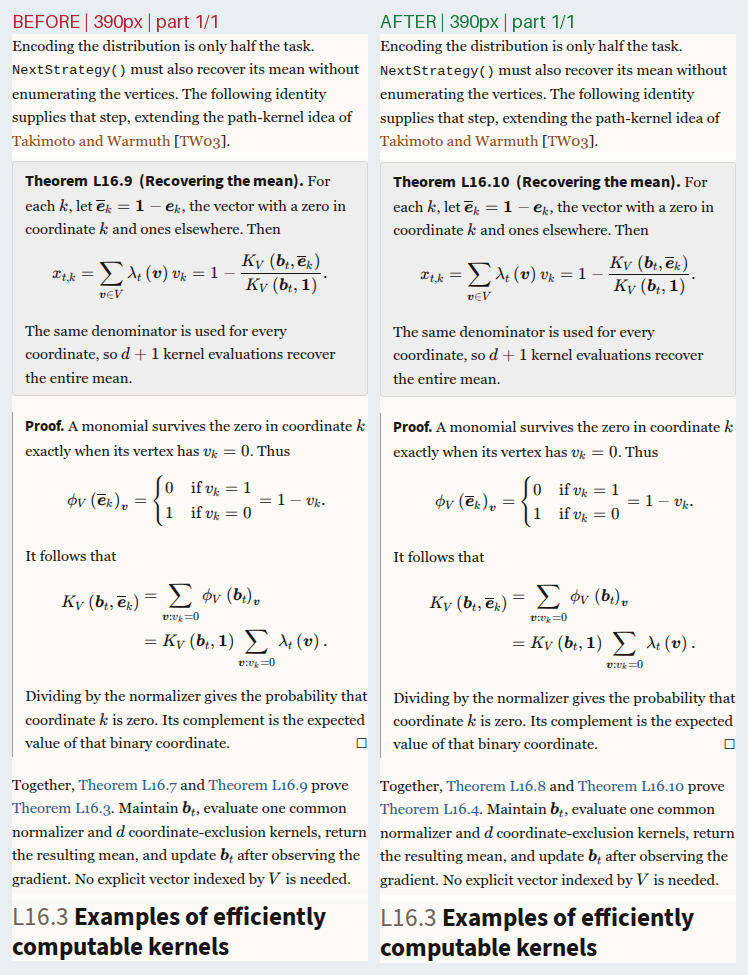 BEFORE | 390px | part 1/1
Encoding the distribution is only half the task.
NextStrategy() must also recover its mean without
enumerating the vertices. The following identity
supplies that step, extending the path-kernel idea of
Takimoto and Warmuth [TW03].
Theorem L16.9 (Recovering the mean). For
each k, let e̅ₖ = 1 − eₖ, the vector with a zero in
coordinate k and ones elsewhere. Then
x_{t,k} = ∑_{v∈V} λ_t (v) v_k = 1 − K_V (b_t, e̅_k) / K_V (b_t, 1) .
The same denominator is used for every
coordinate, so d + 1 kernel evaluations recover
the entire mean.
Proof. A monomial survives the zero in coordinate k
exactly when its vertex has v_k = 0. Thus
ϕ_V (e̅_k)_v = { 0 if v_k = 1
1 if v_k = 0 = 1 − v_k.
It follows that
K_V (b_t, e̅_k) = ∑_{v:v_k=0} ϕ_V (b_t)_v
= K_V (b_t, 1) ∑_{v:v_k=0} λ_t (v) .
Dividing by the normalizer gives the probability that
coordinate k is zero. Its complement is the expected
value of that binary coordinate. □
Together, Theorem L16.7 and Theorem L16.9 prove
Theorem L16.3. Maintain b_t, evaluate one common
normalizer and d coordinate-exclusion kernels, return
the resulting mean, and update b_t after observing the
gradient. No explicit vector indexed by V is needed.
L16.3 Examples of efficiently
computable kernels
AFTER | 390px | part 1/1
Encoding the distribution is only half the task.
NextStrategy() must also recover its mean without
enumerating the vertices. The following identity
supplies that step, extending the path-kernel idea of
Takimoto and Warmuth [TW03].
Theorem L16.10 (Recovering the mean). For
each k, let e̅ₖ = 1 − eₖ, the vector with a zero in
coordinate k and ones elsewhere. Then
x_{t,k} = ∑_{v∈V} λ_t (v) v_k = 1 − K_V (b_t, e̅_k) / K_V (b_t, 1) .
The same denominator is used for every
coordinate, so d + 1 kernel evaluations recover
the entire mean.
Proof. A monomial survives the zero in coordinate k
exactly when its vertex has v_k = 0. Thus
ϕ_V (e̅_k)_v = { 0 if v_k = 1
1 if v_k = 0 = 1 − v_k.
It follows that
K_V (b_t, e̅_k) = ∑_{v:v_k=0} ϕ_V (b_t)_v
= K_V (b_t, 1) ∑_{v:v_k=0} λ_t (v) .
Dividing by the normalizer gives the probability that
coordinate k is zero. Its complement is the expected
value of that binary coordinate. □
Together, Theorem L16.8 and Theorem L16.10 prove
Theorem L16.4. Maintain b_t, evaluate one common
normalizer and d coordinate-exclusion kernels, return
the resulting mean, and update b_t after observing the
gradient. No explicit vector indexed by V is needed.
L16.3 Examples of efficiently
computable kernels